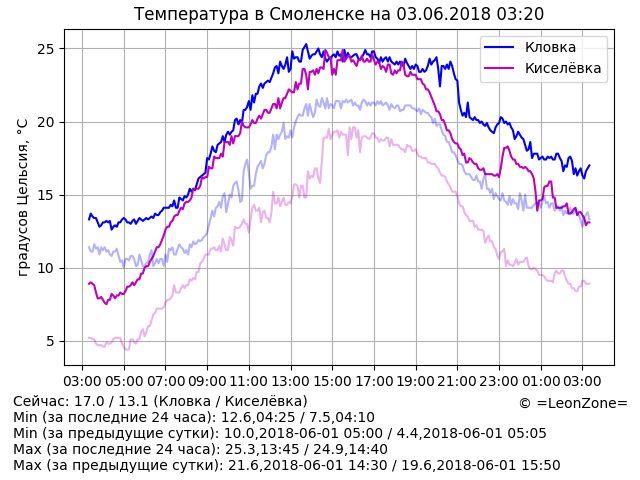 Температура в Смоленске на 03.06.2018 03:20
градусов Цельсия, °C
25
20
15
10
5
Кловка
Киселёвка
03:00 05:00 07:00 09:00 11:00 13:00 15:00 17:00 19:00 21:00 23:00 01:00 03:00
Сейчас: 17.0 / 13.1 (Кловка / Киселёвка)
© =LeonZone=
Min (за последние 24 часа): 12.6,04:25 / 7.5,04:10
Min (за предыдущие сутки): 10.0,2018-06-01 05:00 / 4.4,2018-06-01 05:05
Max (за последние 24 часа): 25.3,13:45 / 24.9,14:40
Max (за предыдущие сутки): 21.6,2018-06-01 14:30 / 19.6,2018-06-01 15:50